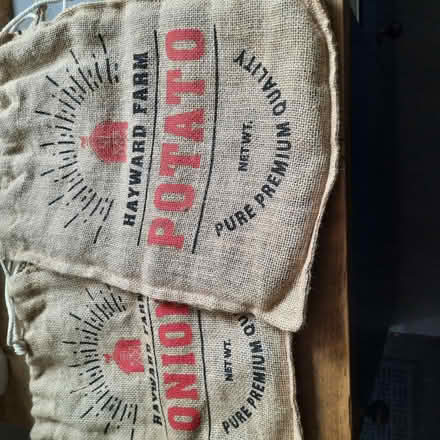 HAYWARD FARM
POTATO
NET WT.
PURE PREMIUM QUALITY
HAYWARD FARM
ONION
NET WT.
PURE PREMIUM